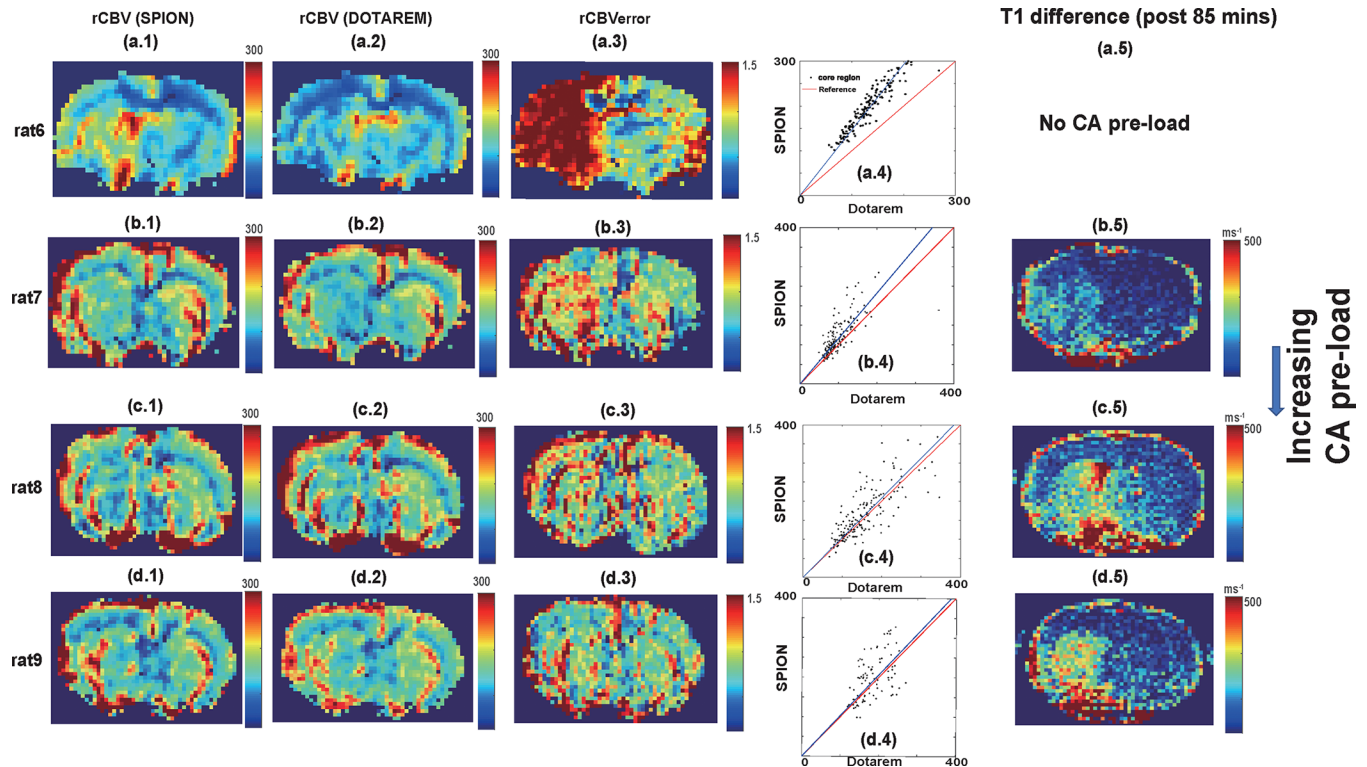 rCBV (SPION)
rCBV (DOTAREM)
rCBVerror
T1 difference (post 85 mins)
(a.1)
(a.2)
(a.3)
(a.5)
300
300
1.5
300
core region
Reference
rat6
SPION
No CA pre-load
(a.4)
0
Dotarem
300
(b.1)
(b.2)
(b.3)
(b.5)
300
300
1.5
400
ms-1
500
rat7
SPION
(b.4)
0
Dotarem
400
(c.1)
(c.2)
(c.3)
(c.5)
300
300
1.5
400
ms-1
500
rat8
SPION
(c.4)
0
Dotarem
400
(d.1)
(d.2)
(d.3)
(d.5)
300
300
1.5
400
ms-1
500
rat9
SPION
(d.4)
0
Dotarem
400
Increasing
CA pre-load